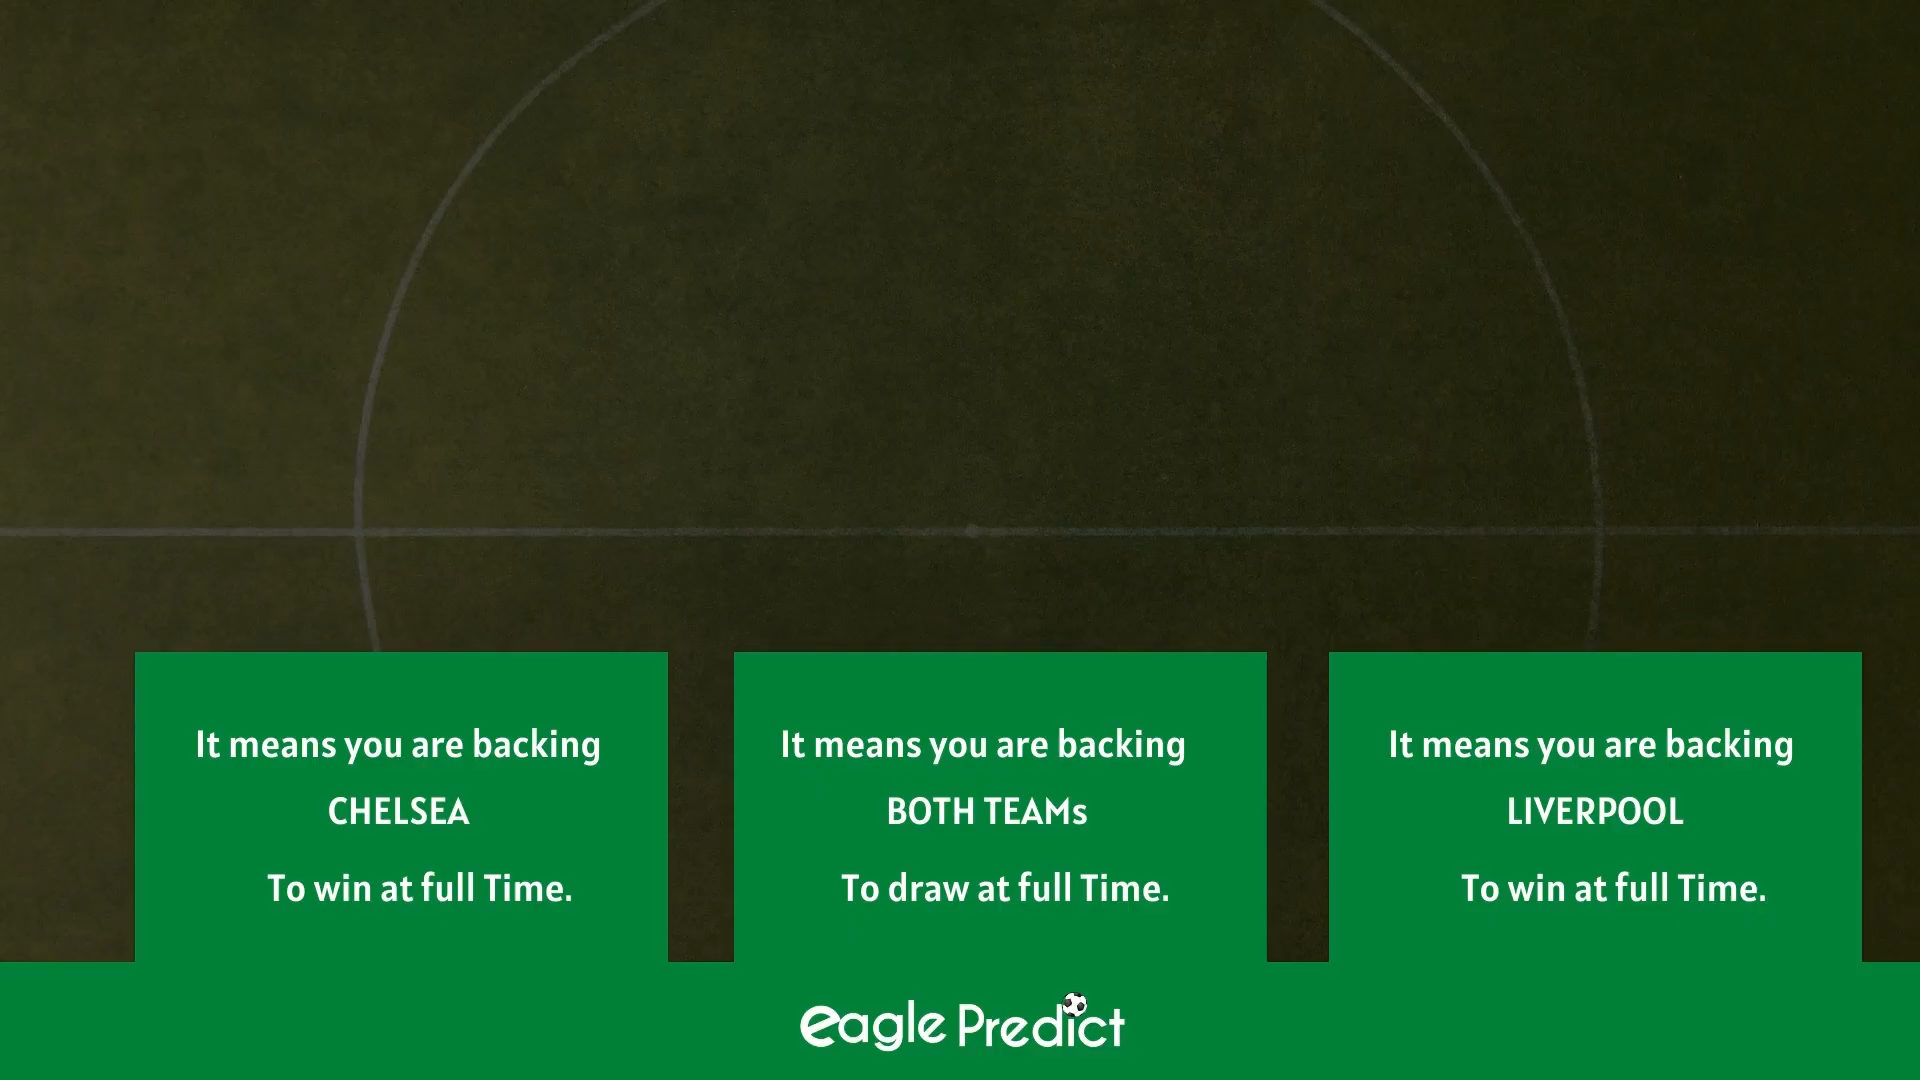 It means you are backing
CHELSEA
To win at full Time.
It means you are backing
BOTH TEAMs
To draw at full Time.
It means you are backing
LIVERPOOL
To win at full Time.
eagle Predict